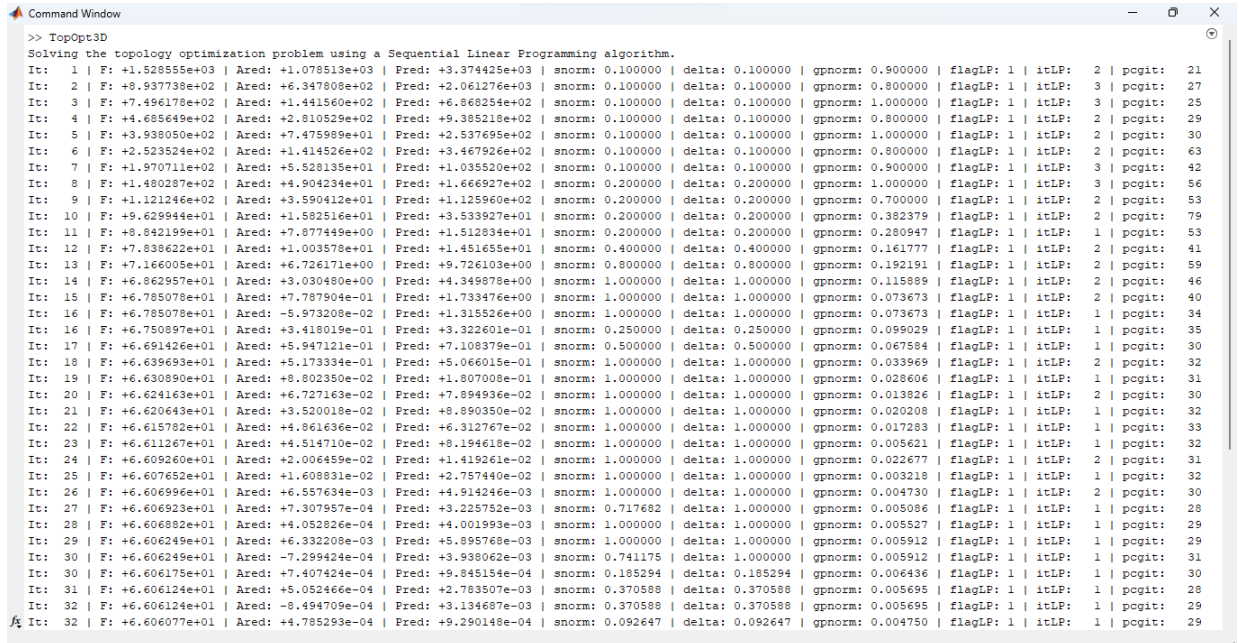 Command Window
>> TopOpt3D
Solving the topology optimization problem using a Sequential Linear Programming algorithm.
It: 1 | F: +1.528555e+03 | Ared: +1.078513e+03 | Pred: +3.374425e+03 | snorm: 0.100000 | delta: 0.100000 | gpnorm: 0.900000 | flagLP: 1 | itLP: 2 | pcgit: 21
It: 2 | F: +8.937738e+02 | Ared: +6.347808e+02 | Pred: +2.061276e+03 | snorm: 0.100000 | delta: 0.100000 | gpnorm: 0.800000 | flagLP: 1 | itLP: 3 | pcgit: 27
It: 3 | F: +7.496178e+02 | Ared: +1.441560e+02 | Pred: +6.868254e+02 | snorm: 0.100000 | delta: 0.100000 | gpnorm: 1.000000 | flagLP: 1 | itLP: 3 | pcgit: 25
It: 4 | F: +4.685649e+02 | Ared: +2.810529e+02 | Pred: +9.385218e+02 | snorm: 0.100000 | delta: 0.100000 | gpnorm: 0.800000 | flagLP: 1 | itLP: 2 | pcgit: 29
It: 5 | F: +3.938050e+02 | Ared: +7.475989e+01 | Pred: +2.537695e+02 | snorm: 0.100000 | delta: 0.100000 | gpnorm: 1.000000 | flagLP: 1 | itLP: 2 | pcgit: 30
It: 6 | F: +2.523524e+02 | Ared: +1.414526e+02 | Pred: +3.467926e+02 | snorm: 0.100000 | delta: 0.100000 | gpnorm: 0.800000 | flagLP: 1 | itLP: 2 | pcgit: 63
It: 7 | F: +1.970711e+02 | Ared: +5.528135e+01 | Pred: +1.035520e+02 | snorm: 0.100000 | delta: 0.100000 | gpnorm: 0.900000 | flagLP: 1 | itLP: 3 | pcgit: 42
It: 8 | F: +1.480287e+02 | Ared: +4.904234e+01 | Pred: +1.666927e+02 | snorm: 0.200000 | delta: 0.200000 | gpnorm: 1.000000 | flagLP: 1 | itLP: 3 | pcgit: 56
It: 9 | F: +1.121246e+02 | Ared: +3.590412e+01 | Pred: +1.125960e+02 | snorm: 0.200000 | delta: 0.200000 | gpnorm: 0.700000 | flagLP: 1 | itLP: 2 | pcgit: 53
It: 10 | F: +9.629944e+01 | Ared: +1.582516e+01 | Pred: +3.533927e+01 | snorm: 0.200000 | delta: 0.200000 | gpnorm: 0.382379 | flagLP: 1 | itLP: 2 | pcgit: 79
It: 11 | F: +8.842199e+01 | Ared: +7.877449e+00 | Pred: +1.512834e+01 | snorm: 0.200000 | delta: 0.200000 | gpnorm: 0.280947 | flagLP: 1 | itLP: 1 | pcgit: 53
It: 12 | F: +7.838622e+01 | Ared: +1.003578e+01 | Pred: +1.451655e+01 | snorm: 0.400000 | delta: 0.400000 | gpnorm: 0.161777 | flagLP: 1 | itLP: 2 | pcgit: 41
It: 13 | F: +7.166005e+01 | Ared: +6.726171e+00 | Pred: +9.726103e+00 | snorm: 0.800000 | delta: 0.800000 | gpnorm: 0.192191 | flagLP: 1 | itLP: 2 | pcgit: 59
It: 14 | F: +6.862957e+01 | Ared: +3.030480e+00 | Pred: +4.349878e+00 | snorm: 1.000000 | delta: 1.000000 | gpnorm: 0.115889 | flagLP: 1 | itLP: 2 | pcgit: 46
It: 15 | F: +6.785078e+01 | Ared: +7.787904e-01 | Pred: +1.733476e+00 | snorm: 1.000000 | delta: 1.000000 | gpnorm: 0.073673 | flagLP: 1 | itLP: 2 | pcgit: 40
It: 16 | F: +6.785078e+01 | Ared: -5.973208e-02 | Pred: +1.315526e+00 | snorm: 1.000000 | delta: 1.000000 | gpnorm: 0.073673 | flagLP: 1 | itLP: 1 | pcgit: 34
It: 16 | F: +6.750897e+01 | Ared: +3.418019e-01 | Pred: +3.322601e-01 | snorm: 0.250000 | delta: 0.250000 | gpnorm: 0.099029 | flagLP: 1 | itLP: 1 | pcgit: 35
It: 17 | F: +6.691426e+01 | Ared: +5.947121e-01 | Pred: +7.108379e-01 | snorm: 0.500000 | delta: 0.500000 | gpnorm: 0.067584 | flagLP: 1 | itLP: 1 | pcgit: 30
It: 18 | F: +6.639693e+01 | Ared: +5.173334e-01 | Pred: +5.066015e-01 | snorm: 1.000000 | delta: 1.000000 | gpnorm: 0.033969 | flagLP: 1 | itLP: 2 | pcgit: 32
It: 19 | F: +6.630890e+01 | Ared: +8.802350e-02 | Pred: +1.807008e-01 | snorm: 1.000000 | delta: 1.000000 | gpnorm: 0.028606 | flagLP: 1 | itLP: 1 | pcgit: 31
It: 20 | F: +6.624163e+01 | Ared: +6.727163e-02 | Pred: +7.894936e-02 | snorm: 1.000000 | delta: 1.000000 | gpnorm: 0.013826 | flagLP: 1 | itLP: 2 | pcgit: 30
It: 21 | F: +6.620643e+01 | Ared: +3.520018e-02 | Pred: +8.890350e-02 | snorm: 1.000000 | delta: 1.000000 | gpnorm: 0.020208 | flagLP: 1 | itLP: 1 | pcgit: 32
It: 22 | F: +6.615782e+01 | Ared: +4.861636e-02 | Pred: +6.312767e-02 | snorm: 1.000000 | delta: 1.000000 | gpnorm: 0.017283 | flagLP: 1 | itLP: 1 | pcgit: 33
It: 23 | F: +6.611267e+01 | Ared: +4.514710e-02 | Pred: +8.194618e-02 | snorm: 1.000000 | delta: 1.000000 | gpnorm: 0.005621 | flagLP: 1 | itLP: 1 | pcgit: 32
It: 24 | F: +6.609260e+01 | Ared: +2.006459e-02 | Pred: +1.419261e-02 | snorm: 1.000000 | delta: 1.000000 | gpnorm: 0.022677 | flagLP: 1 | itLP: 2 | pcgit: 31
It: 25 | F: +6.607652e+01 | Ared: +1.608831e-02 | Pred: +2.757440e-02 | snorm: 1.000000 | delta: 1.000000 | gpnorm: 0.003218 | flagLP: 1 | itLP: 1 | pcgit: 32
It: 26 | F: +6.606996e+01 | Ared: +6.557634e-03 | Pred: +4.914246e-03 | snorm: 1.000000 | delta: 1.000000 | gpnorm: 0.004730 | flagLP: 1 | itLP: 2 | pcgit: 30
It: 27 | F: +6.606923e+01 | Ared: +7.307957e-04 | Pred: +3.225752e-03 | snorm: 0.717682 | delta: 1.000000 | gpnorm: 0.005086 | flagLP: 1 | itLP: 1 | pcgit: 28
It: 28 | F: +6.606882e+01 | Ared: +4.052826e-04 | Pred: +4.001993e-03 | snorm: 1.000000 | delta: 1.000000 | gpnorm: 0.005527 | flagLP: 1 | itLP: 1 | pcgit: 29
It: 29 | F: +6.606249e+01 | Ared: +6.332208e-03 | Pred: +5.895768e-03 | snorm: 1.000000 | delta: 1.000000 | gpnorm: 0.005912 | flagLP: 1 | itLP: 1 | pcgit: 29
It: 30 | F: +6.606249e+01 | Ared: -7.299424e-04 | Pred: +3.938062e-03 | snorm: 0.741175 | delta: 1.000000 | gpnorm: 0.005912 | flagLP: 1 | itLP: 1 | pcgit: 31
It: 30 | F: +6.606175e+01 | Ared: +7.407424e-04 | Pred: +9.845154e-04 | snorm: 0.185294 | delta: 0.185294 | gpnorm: 0.006436 | flagLP: 1 | itLP: 1 | pcgit: 30
It: 31 | F: +6.606124e+01 | Ared: +5.052466e-04 | Pred: +2.783507e-03 | snorm: 0.370588 | delta: 0.370588 | gpnorm: 0.005695 | flagLP: 1 | itLP: 1 | pcgit: 28
It: 32 | F: +6.606124e+01 | Ared: -8.494709e-04 | Pred: +3.134687e-03 | snorm: 0.370588 | delta: 0.370588 | gpnorm: 0.005695 | flagLP: 1 | itLP: 1 | pcgit: 29
fx It: 32 | F: +6.606077e+01 | Ared: +4.785293e-04 | Pred: +9.290148e-04 | snorm: 0.092647 | delta: 0.092647 | gpnorm: 0.004750 | flagLP: 1 | itLP: 1 | pcgit: 29